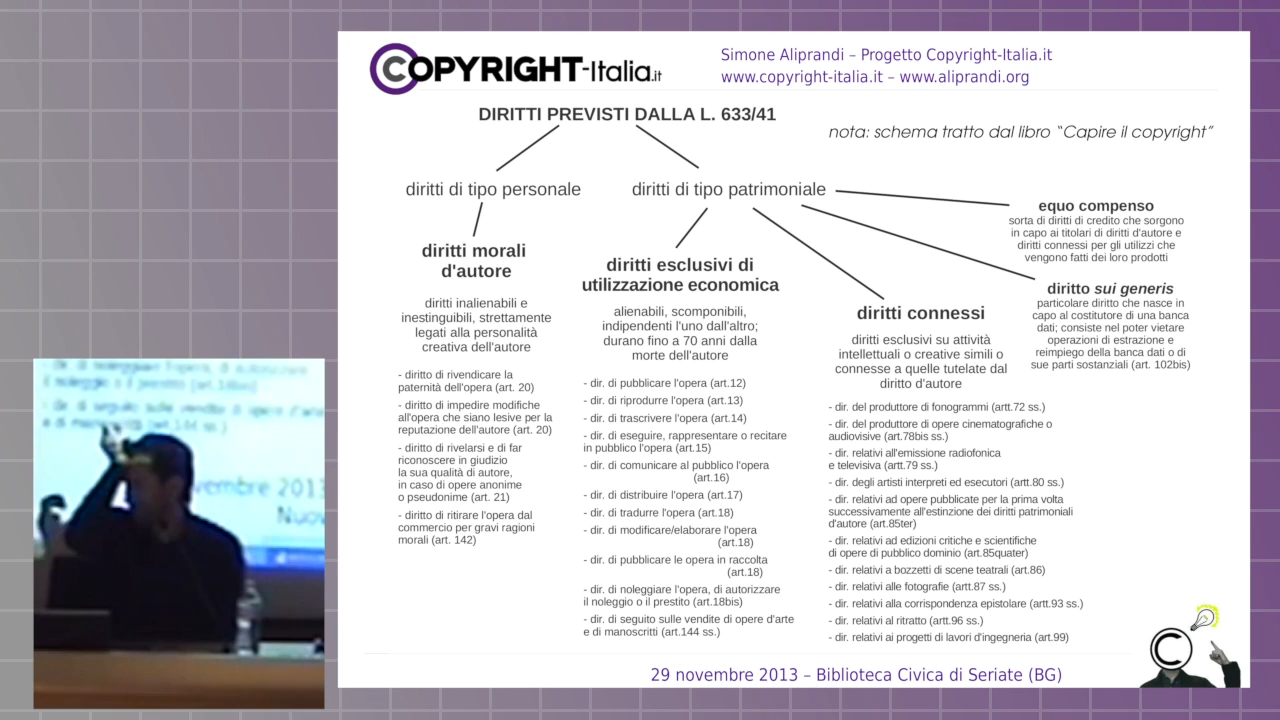 COPYRIGHT-Italia.it
Simone Aliprandi – Progetto Copyright-Italia.it
www.copyright-italia.it – www.aliprandi.org
DIRITTI PREVISTI DALLA L. 633/41
nota: schema tratto dal libro “Capire il copyright”
diritti di tipo personale
diritti di tipo patrimoniale
diritti morali
d'autore
diritti inalienabili e
inestinguibili, strettamente
legati alla personalità
creativa dell'autore
- diritto di rivendicare la
paternità dell'opera (art. 20)
- diritto di impedire modifiche
all'opera che siano lesive per la
reputazione dell'autore (art. 20)
- diritto di rivelarsi e di far
riconoscere in giudizio
la sua qualità di autore,
in caso di opere anonime
o pseudonime (art. 21)
- diritto di ritirare l'opera dal
commercio per gravi ragioni
morali (art. 142)
diritti esclusivi di
utilizzazione economica
alienabili, scomponibili,
indipendenti l'uno dall'altro;
durano fino a 70 anni dalla
morte dell'autore
- dir. di pubblicare l'opera (art.12)
- dir. di riprodurre l'opera (art.13)
- dir. di trascrivere l'opera (art.14)
- dir. di eseguire, rappresentare o recitare
in pubblico l'opera (art.15)
- dir. di comunicare al pubblico l'opera
(art.16)
- dir. di distribuire l'opera (art.17)
- dir. di tradurre l'opera (art.18)
- dir. di modificare/elaborare l'opera
(art.18)
- dir. di pubblicare le opera in raccolta
(art.18)
- dir. di noleggiare l'opera, di autorizzare
il noleggio o il prestito (art.18bis)
- dir. di seguito sulle vendite di opere d'arte
e di manoscritti (art.144 ss.)
diritti connessi
diritti esclusivi su attività
intellettuali o creative simili o
connesse a quelle tutelate dal
diritto d'autore
- dir. del produttore di fonogrammi (artt.72 ss.)
- dir. del produttore di opere cinematografiche o
audiovisive (art.78bis ss.)
- dir. relativi all'emissione radiofonica
e televisiva (artt.79 ss.)
- dir. degli artisti interpreti ed esecutori (artt.80 ss.)
- dir. relativi ad opere pubblicate per la prima volta
successivamente all'estinzione dei diritti patrimoniali
d'autore (art.85ter)
- dir. relativi ad edizioni critiche e scientifiche
di opere di pubblico dominio (art.85quater)
- dir. relativi a bozzetti di scene teatrali (art.86)
- dir. relativi alle fotografie (artt.87 ss.)
- dir. relativi alla corrispondenza epistolare (artt.93 ss.)
- dir. relativi al ritratto (artt.96 ss.)
- dir. relativi ai progetti di lavori d'ingegneria (art.99)
equo compenso
sorta di diritti di credito che sorgono
in capo ai titolari di diritti d'autore e
diritti connessi per gli utilizzi che
vengono fatti dei loro prodotti
diritto sui generis
particolare diritto che nasce in
capo al costitutore di una banca
dati; consiste nel poter vietare
operazioni di estrazione e
reimpiego della banca dati o di
sue parti sostanziali (art. 102bis)
29 novembre 2013 – Biblioteca Civica di Seriate (BG)
C
il noleggio o il prestito
e di manoscritti (art.144 ss.)
vembre 2013